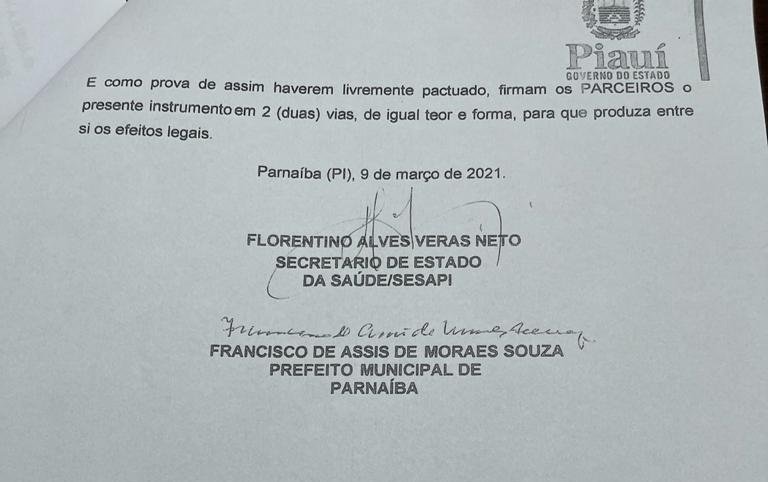 Piauí
GOVERNO DO ESTADO
E como prova de assim haverem livremente pactuado, firmam os PARCEIROS o
presente instrumento em 2 (duas) vias, de igual teor e forma, para que produza entre
si os efeitos legais.
Parnaíba (PI), 9 de março de 2021.
FLORENTINO ALVES VERAS NETO
SECRETARIO DE ESTADO
DA SAÚDE/SESAPI
FRANCISCO DE ASSIS DE MORAES SOUZA
PREFEITO MUNICIPAL DE
PARNAÍBA